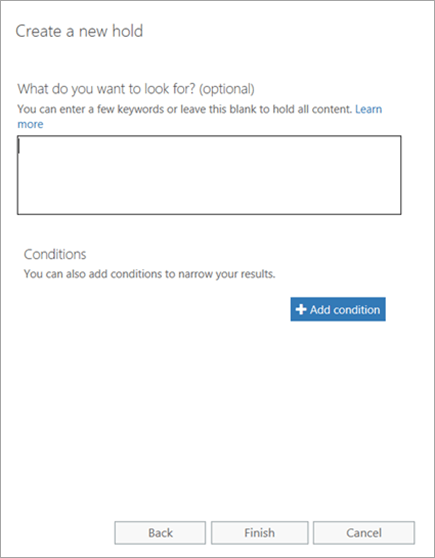 Create a new hold
What do you want to look for? (optional)
You can enter a few keywords or leave this blank to hold all content. Learn
more
Conditions
You can also add conditions to narrow your results.
Add condition
Back Finish Cancel